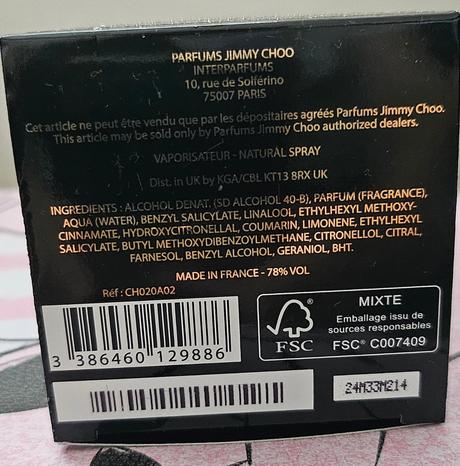 PARFUMS JIMMY CHOO
INTERPARFUMS
10, rue de Solférino
75007 PARIS
Cet article ne peut être vendu que par les dépositaires agréés Parfums Jimmy Choo.
This article may be sold only by Parfums Jimmy Choo authorized dealers.
VAPORISATEUR - NATURAL SPRAY
Dist. in UK by KGA/CBL KT13 8RX UK
INGREDIENTS : ALCOHOL DENAT. (SD ALCOHOL 40-B), PARFUM (FRAGRANCE),
AQUA (WATER), BENZYL SALICYLATE, LINALOOL, ETHYLHEXYL METHOXY-
CINNAMATE, HYDROXYCITRONELLAL, COUMARIN, LIMONENE, ETHYLHEXYL
SALICYLATE, BUTYL METHOXYDIBENZOYLMETHANE, CITRONELLOL, CITRAL,
FARNESOL, BENZYL ALCOHOL, GERANIOL, BHT.
MADE IN FRANCE - 78% VOL
Réf : CH020A02
3 386460 129886
FSC®
MIXTE
Emballage issu de
sources responsables
FSC® C007409
24M33M214